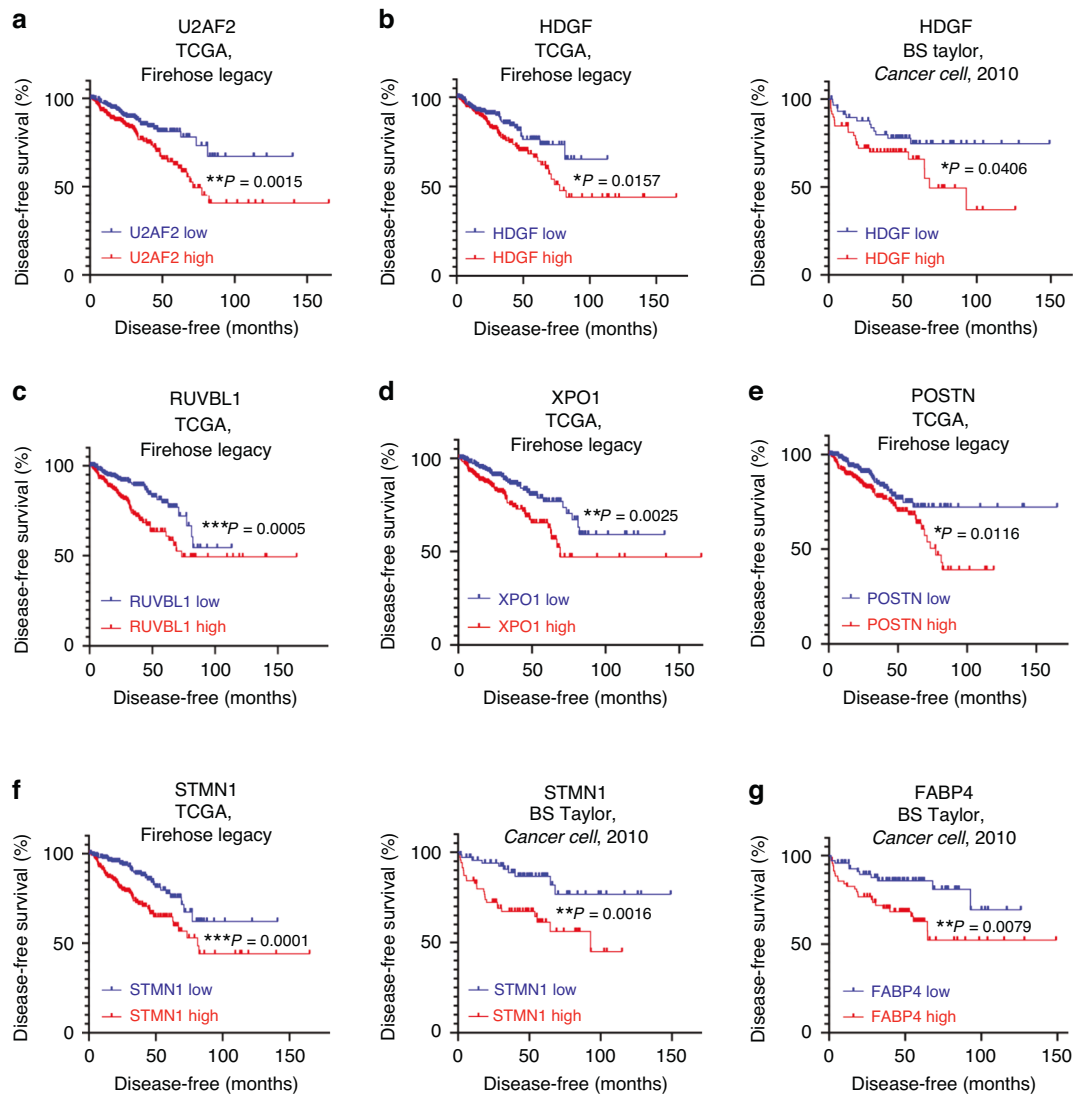 a
U2AF2
TCGA,
Firehose legacy
Disease-free survival (%)
100
50
0
**P = 0.0015
U2AF2 low
U2AF2 high
0 50 100 150
Disease-free (months)
b
HDGF
TCGA,
Firehose legacy
Disease-free survival (%)
100
50
0
*P = 0.0157
HDGF low
HDGF high
0 50 100 150
Disease-free (months)
HDGF
BS taylor,
Cancer cell, 2010
Disease-free survival (%)
100
50
0
*P = 0.0406
HDGF low
HDGF high
0 50 100 150
Disease-free (months)
c
RUVBL1
TCGA,
Firehose legacy
Disease-free survival (%)
100
50
0
***P = 0.0005
RUVBL1 low
RUVBL1 high
0 50 100 150
Disease-free (months)
d
XPO1
TCGA,
Firehose legacy
Disease-free survival (%)
100
50
0
**P = 0.0025
XPO1 low
XPO1 high
0 50 100 150
Disease-free (months)
e
POSTN
TCGA,
Firehose legacy
Disease-free survival (%)
100
50
0
*P = 0.0116
POSTN low
POSTN high
0 50 100 150
Disease-free (months)
f
STMN1
TCGA,
Firehose legacy
Disease-free survival (%)
100
50
0
***P = 0.0001
STMN1 low
STMN1 high
0 50 100 150
Disease-free (months)
STMN1
BS Taylor,
Cancer cell, 2010
Disease-free survival (%)
100
50
0
**P = 0.0016
STMN1 low
STMN1 high
0 50 100 150
Disease-free (months)
g
FABP4
BS Taylor,
Cancer cell, 2010
Disease-free survival (%)
100
50
0
**P = 0.0079
FABP4 low
FABP4 high
0 50 100 150
Disease-free (months)